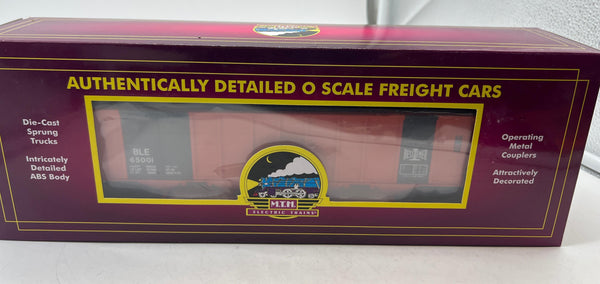 AUTHENTICALLY DETAILED O SCALE FREIGHT CARS
Die-Cast
Sprung
Trucks
Intricately
Detailed
ABS Body
BLE
65001
M.T.H.
ELECTRIC TRAINS
Operating
Metal
Couplers
Attractively
Decorated